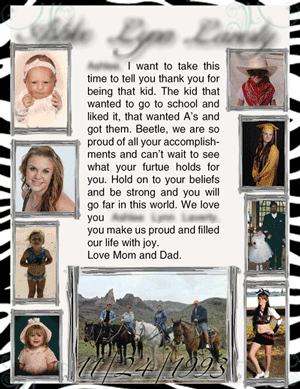 I want to take this
time to tell you thank you for
being that kid. The kid that
wanted to go to school and
liked it, that wanted A's and
got them. Beetle, we are so
proud of all your accomplish-
ments and can't wait to see
what your furtue holds for
you. Hold on to your beliefs
and be strong and you will
go far in this world. We love
you
you make us proud and filled
our life with joy.
Love Mom and Dad.
11/24/1993